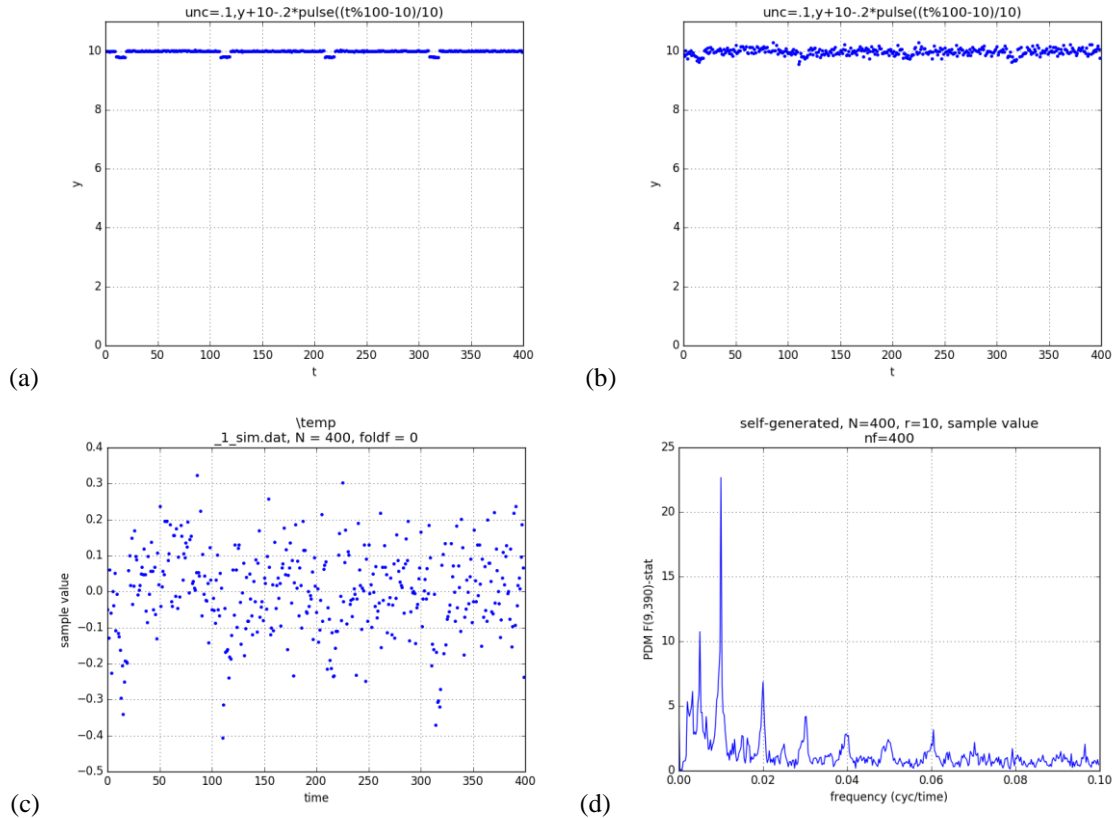 unc=.1,y+10-.2*pulse((t%100-10)/10)
10
8
6
4
2
0
y
0 50 100 150 200 250 300 350 400
t
(a)
unc=.1,y+10-.2*pulse((t%100-10)/10)
10
8
6
4
2
0
y
0 50 100 150 200 250 300 350 400
t
(b)
\temp
_1_sim.dat, N = 400, foldf = 0
0.4
0.3
0.2
0.1
0.0
−0.1
−0.2
−0.3
−0.4
−0.5
sample value
0 50 100 150 200 250 300 350 400
time
(c)
self-generated, N=400, r=10, sample value
nf=400
25
20
15
10
5
0
PDM F(9,390)-stat
0.00 0.02 0.04 0.06 0.08 0.10
frequency (cyc/time)
(d)